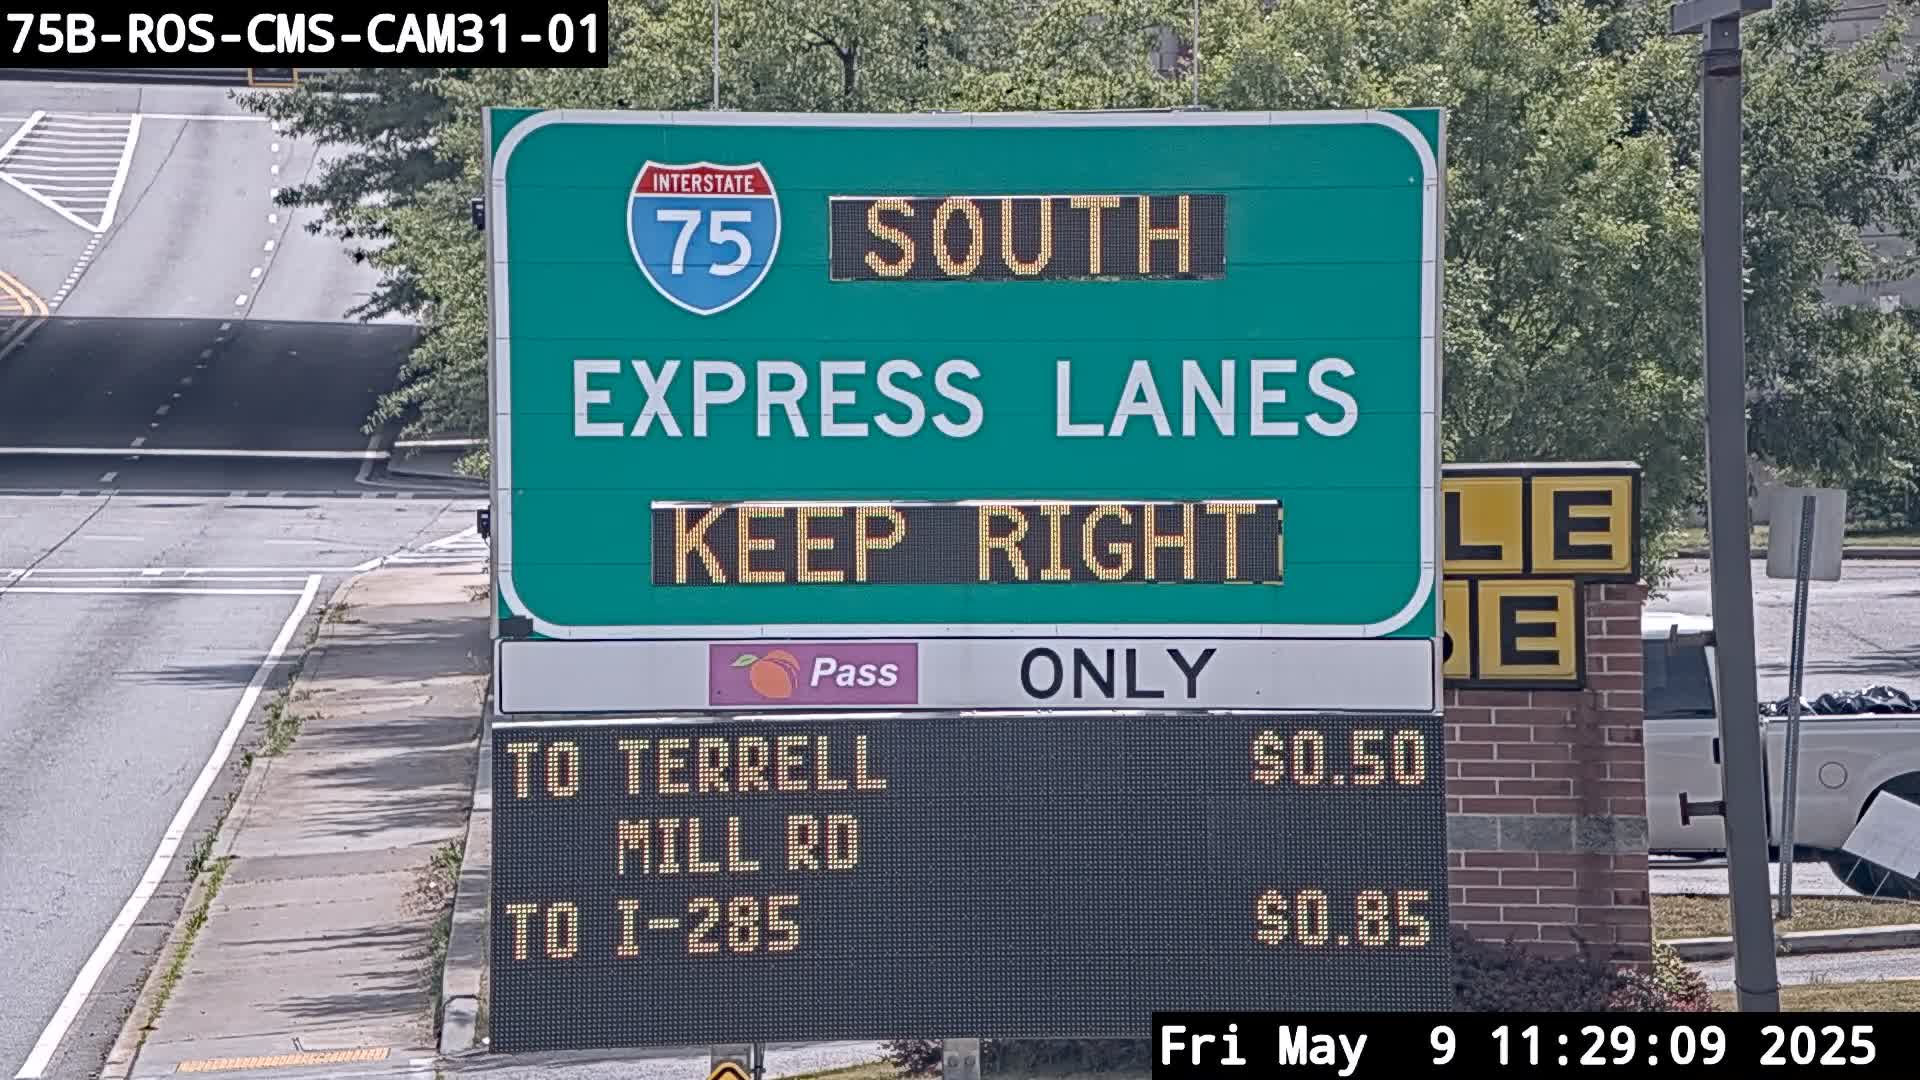 75B-ROS-CMS-CAM31-01
INTERSTATE
75
SOUTH
EXPRESS LANES
KEEP RIGHT
Pass ONLY
TO TERRELL $0.50
MILL RD
TO I-285 $0.85
LE
E
Fri May 9 11:29:09 2025